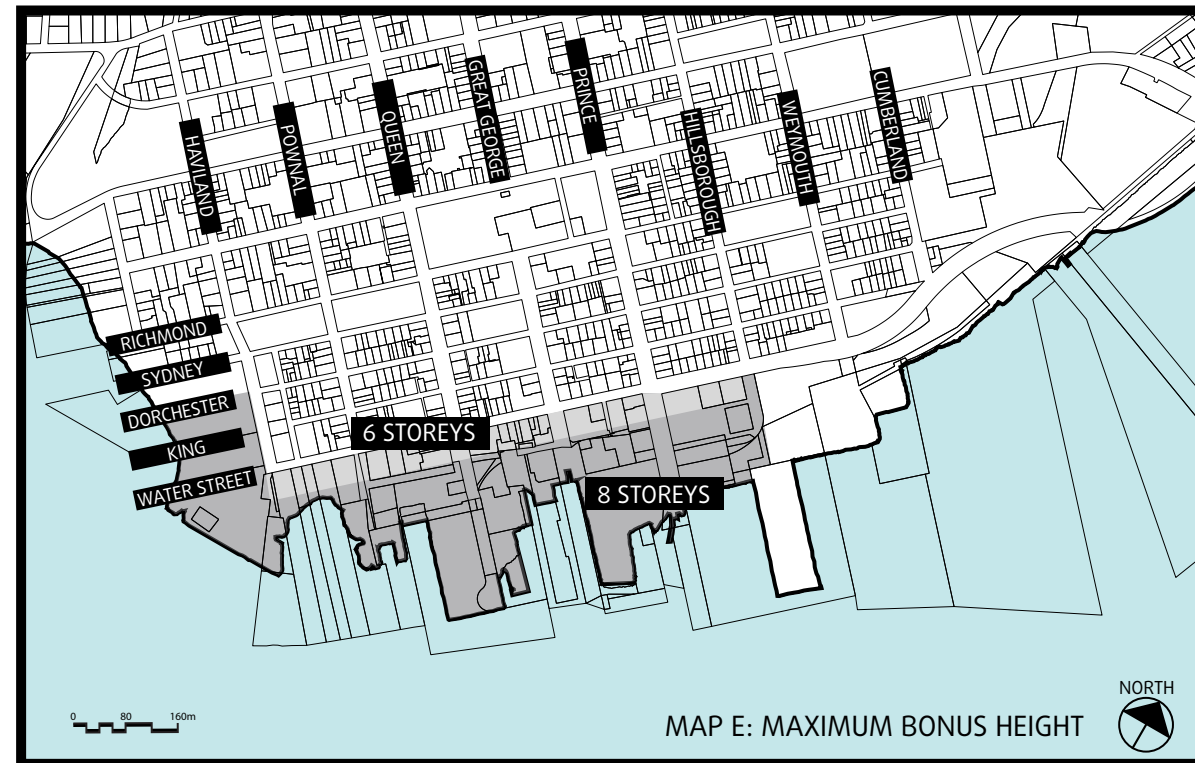 GREAT GEORGE
PRINCE
CUMBERLAND
QUEEN
WEYMOUTH
POWNAL
HILLSBOROUGH
HAVILAND
RICHMOND
SYDNEY
DORCHESTER
KING
WATER STREET
6 STOREYS
8 STOREYS
NORTH
0 80 160m
MAP E: MAXIMUM BONUS HEIGHT